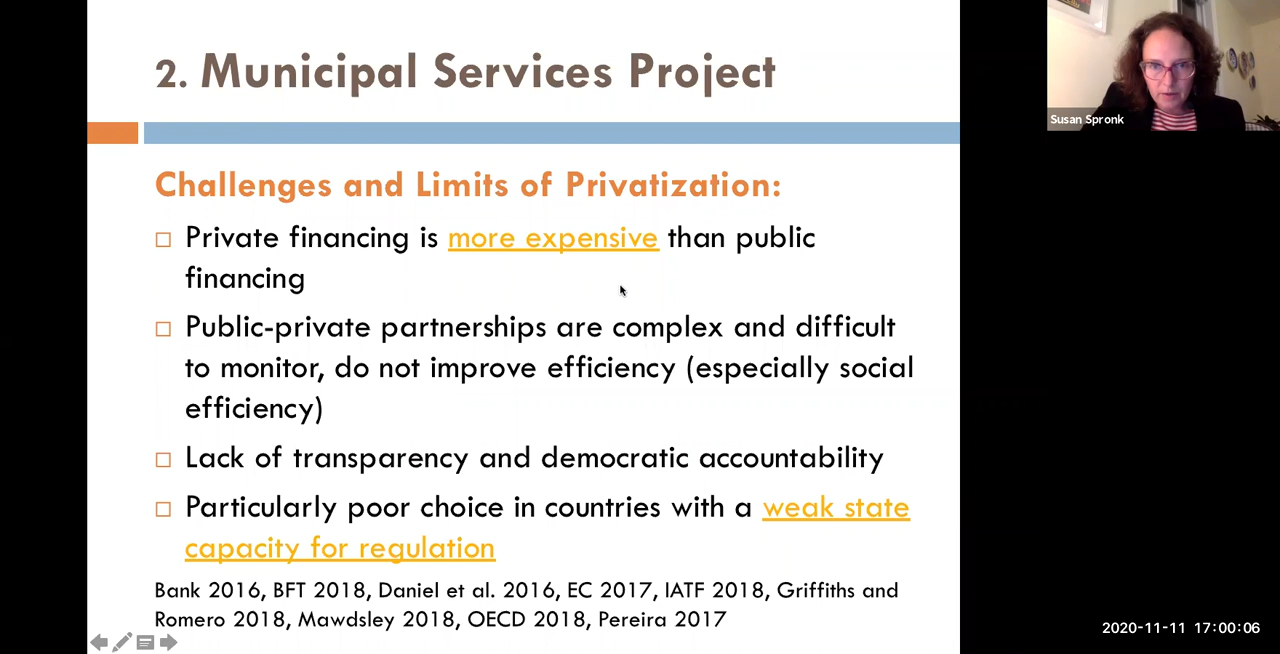 2. Municipal Services Project
Susan Spronk
Challenges and Limits of Privatization:
Private financing is more expensive than public
financing
Public-private partnerships are complex and difficult
to monitor, do not improve efficiency (especially social
efficiency)
Lack of transparency and democratic accountability
Particularly poor choice in countries with a weak state
capacity for regulation
Bank 2016, BFT 2018, Daniel et al. 2016, EC 2017, IATF 2018, Griffiths and
Romero 2018, Mawdsley 2018, OECD 2018, Pereira 2017
2020-11-11 17:00:06